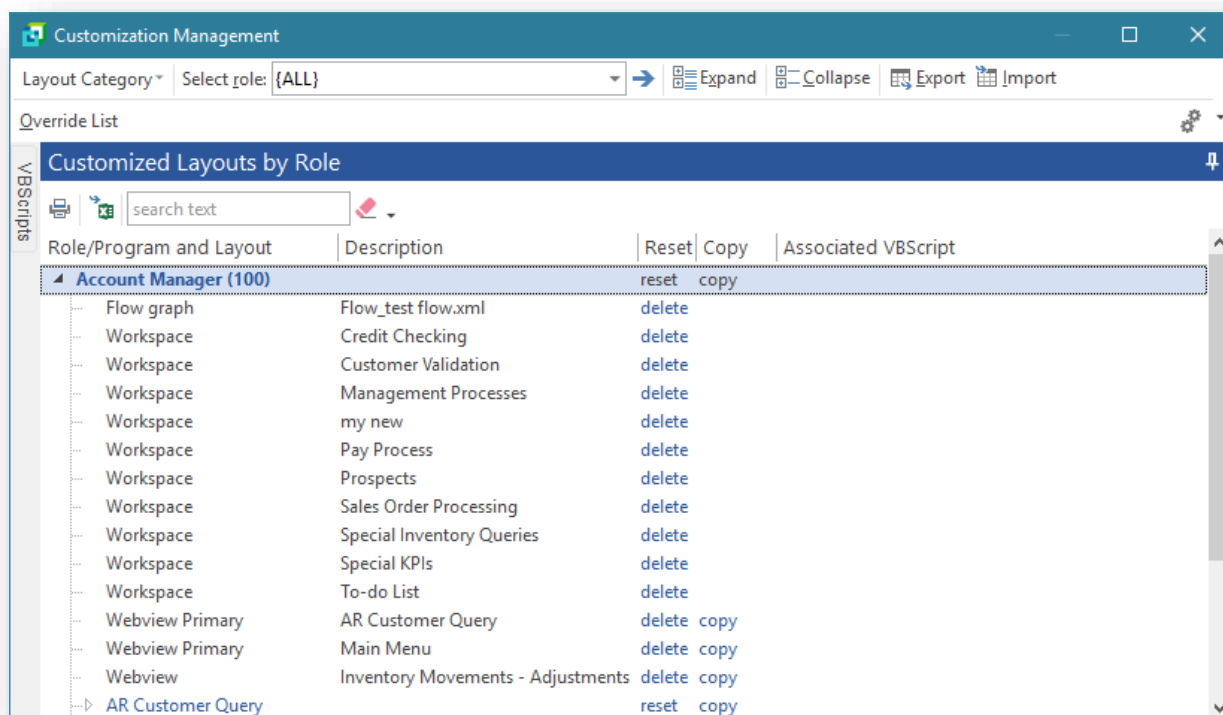 Customization Management
Layout Category Select role: {ALL} Expand Collapse Export Import
Override List
VBScripts
Customized Layouts by Role
search text
Role/Program and Layout Description Reset Copy Associated VBScript
Account Manager (100) reset copy
Flow graph Flow_test flow.xml delete
Workspace Credit Checking delete
Workspace Customer Validation delete
Workspace Management Processes delete
Workspace my new delete
Workspace Pay Process delete
Workspace Prospects delete
Workspace Sales Order Processing delete
Workspace Special Inventory Queries delete
Workspace Special KPIs delete
Workspace To-do List delete
Webview Primary AR Customer Query delete copy
Webview Primary Main Menu delete copy
Webview Inventory Movements - Adjustments delete copy
AR Customer Query reset copy